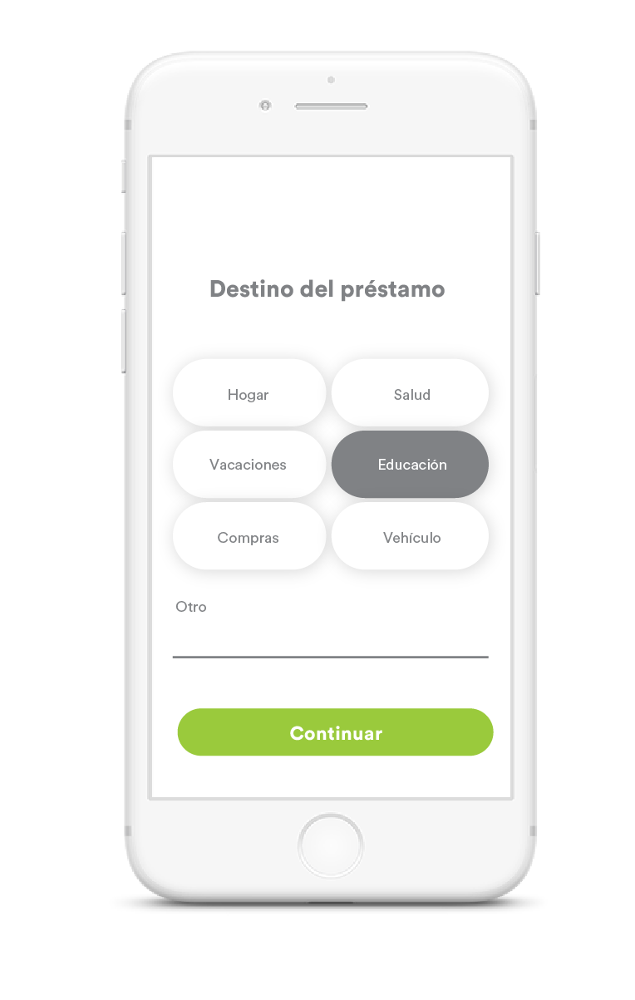 Destino del préstamo
Hogar
Salud
Vacaciones
Educación
Compras
Vehículo
Otro
Continuar